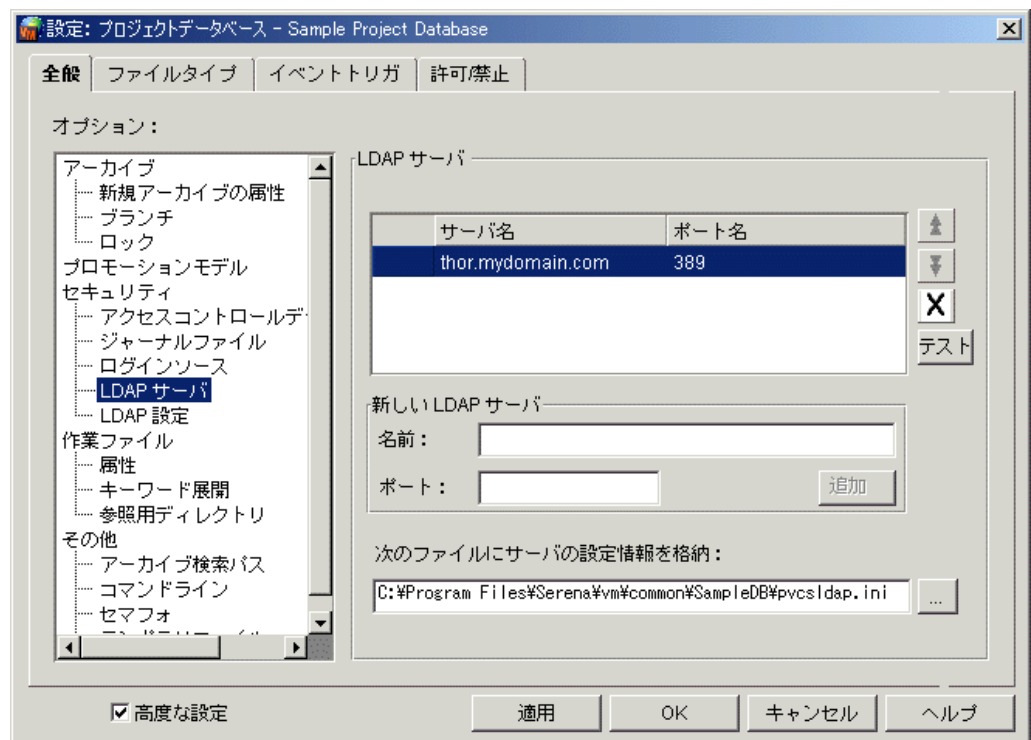 設定: プロジェクトデータベース - Sample Project Database
全般 ファイルタイプ イベントトリガ 許可/禁止
オプション：
アーカイブ
新規アーカイブの属性
ブランチ
ロック
プロモーションモデル
セキュリティ
アクセスコントロールデ
ジャーナルファイル
ログインソース
LDAP サーバ
LDAP 設定
作業ファイル
属性
キーワード展開
参照用ディレクトリ
その他
アーカイブ検索パス
コマンドライン
セマフォ
LDAP サーバ
サーバ名 ポート名
thor.mydomain.com 389
X
テスト
新しい LDAP サーバ
名前：
ポート：
追加
次のファイルにサーバの設定情報を格納：
C:¥Program Files¥Serena¥vm¥common¥SampleDB¥pvcsldap.ini
...
高度な設定
適用 OK キャンセル ヘルプ